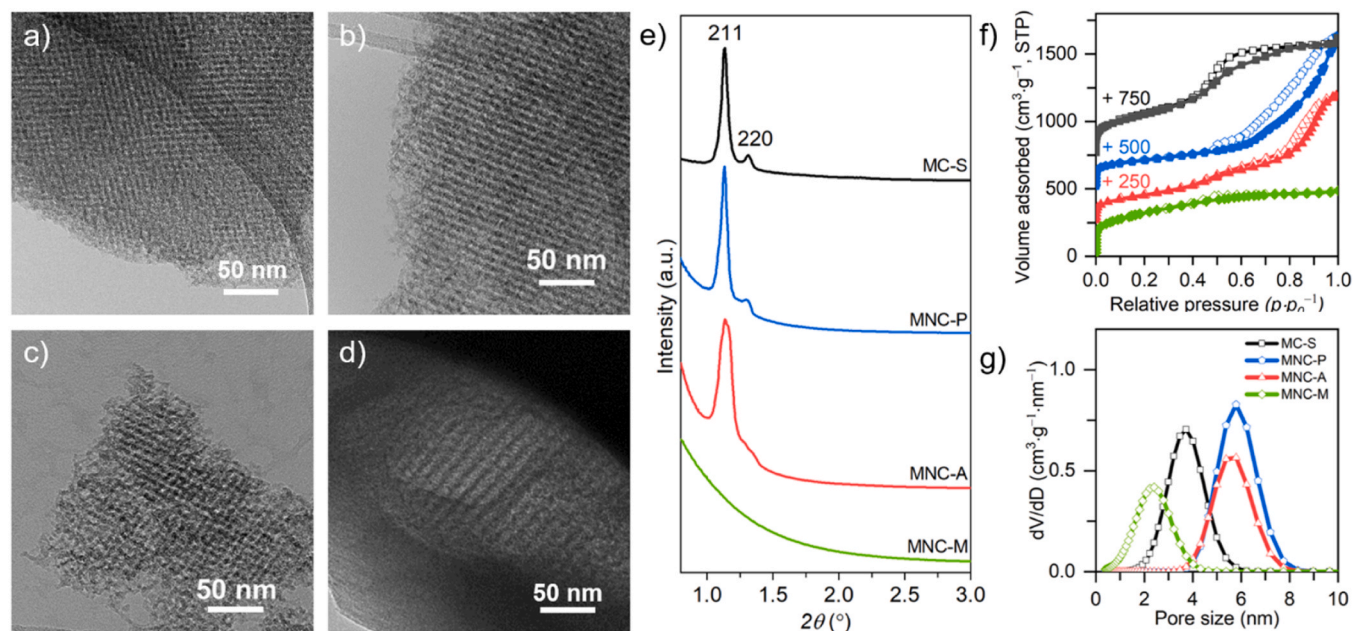 a)
50 nm
b)
50 nm
c)
50 nm
d)
50 nm
e)
211
220
MC-S
MNC-P
MNC-A
MNC-M
Intensity (a.u.)
1.0 1.5 2.0 2.5 3.0
2θ (°)
f)
Volume adsorbed (cm³·g⁻¹, STP)
1500
1000
500
0
+ 750
+ 500
+ 250
0.0 0.2 0.4 0.6 0.8 1.0
Relative pressure (p·p₀⁻¹)
g)
dV/dD (cm³·g⁻¹·nm⁻¹)
1.0
0.5
0.0
MC-S
MNC-P
MNC-A
MNC-M
0 2 4 6 8 10
Pore size (nm)